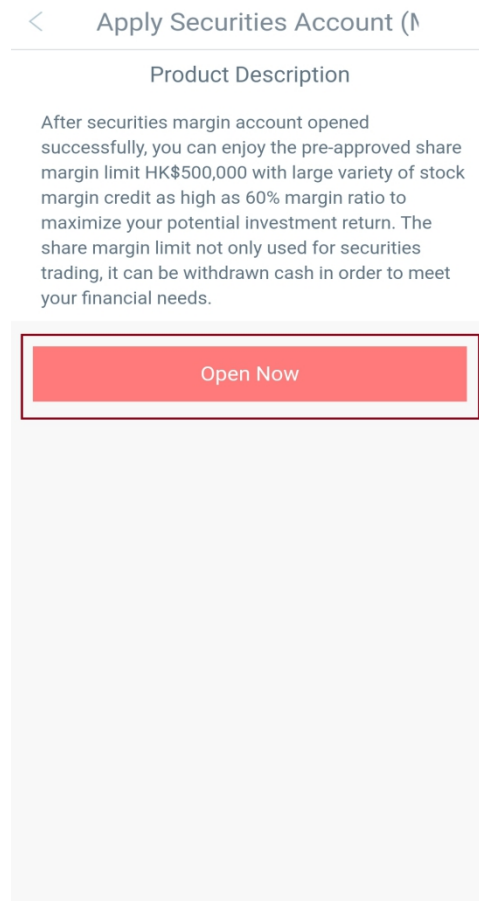 Apply Securities Account (
Product Description
After securities margin account opened
successfully, you can enjoy the pre-approved share
margin limit HK$500,000 with large variety of stock
margin credit as high as 60% margin ratio to
maximize your potential investment return. The
share margin limit not only used for securities
trading, it can be withdrawn cash in order to meet
your financial needs.
Open Now